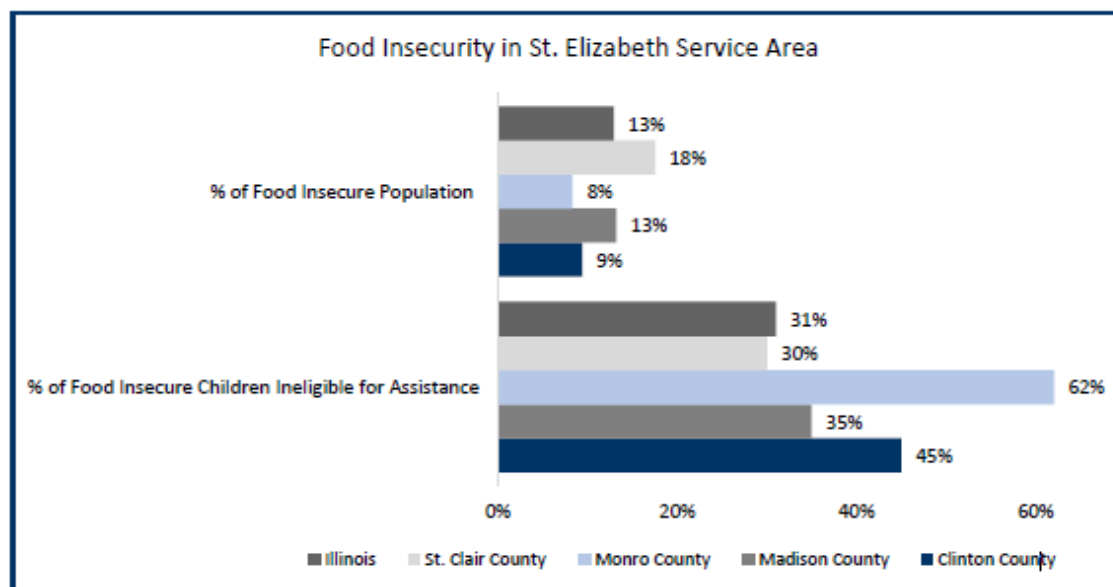 Food Insecurity in St. Elizabeth Service Area
13%
18%
% of Food Insecure Population
8%
13%
9%
31%
30%
% of Food Insecure Children Ineligible for Assistance
62%
35%
45%
0% 20% 40% 60%
Illinois St. Clair County Monro County Madison County Clinton County